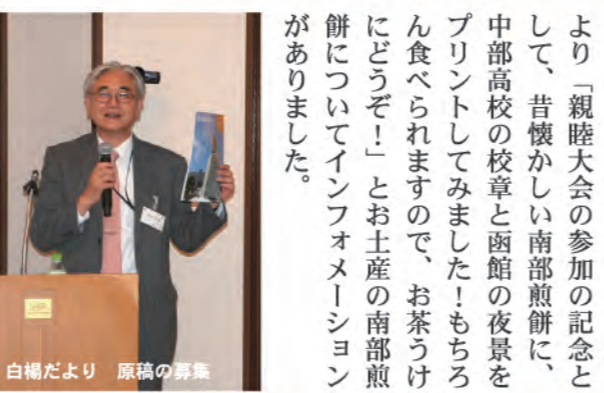 より「親睦大会の参加の記念と
して、昔懐かしい南部煎餅に、
中部高校の校章と函館の夜景を
プリントしてみました！もちろ
ん食べられますので、お茶うけ
にどうぞ！」とお土産の南部煎
餅についてインフォメーション
がありました。
白楊だより　原稿の募集